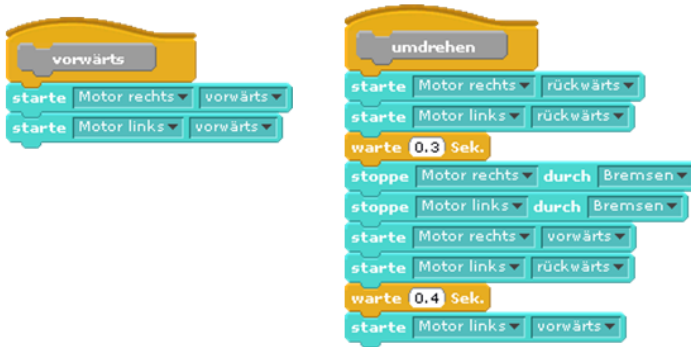 vorwärts
starte Motor rechts vorwärts
starte Motor links vorwärts
umdrehen
starte Motor rechts rückwärts
starte Motor links rückwärts
warte 0.3 Sek.
stoppe Motor rechts durch Bremsen
stoppe Motor links durch Bremsen
starte Motor rechts vorwärts
starte Motor links rückwärts
warte 0.4 Sek.
starte Motor links vorwärts